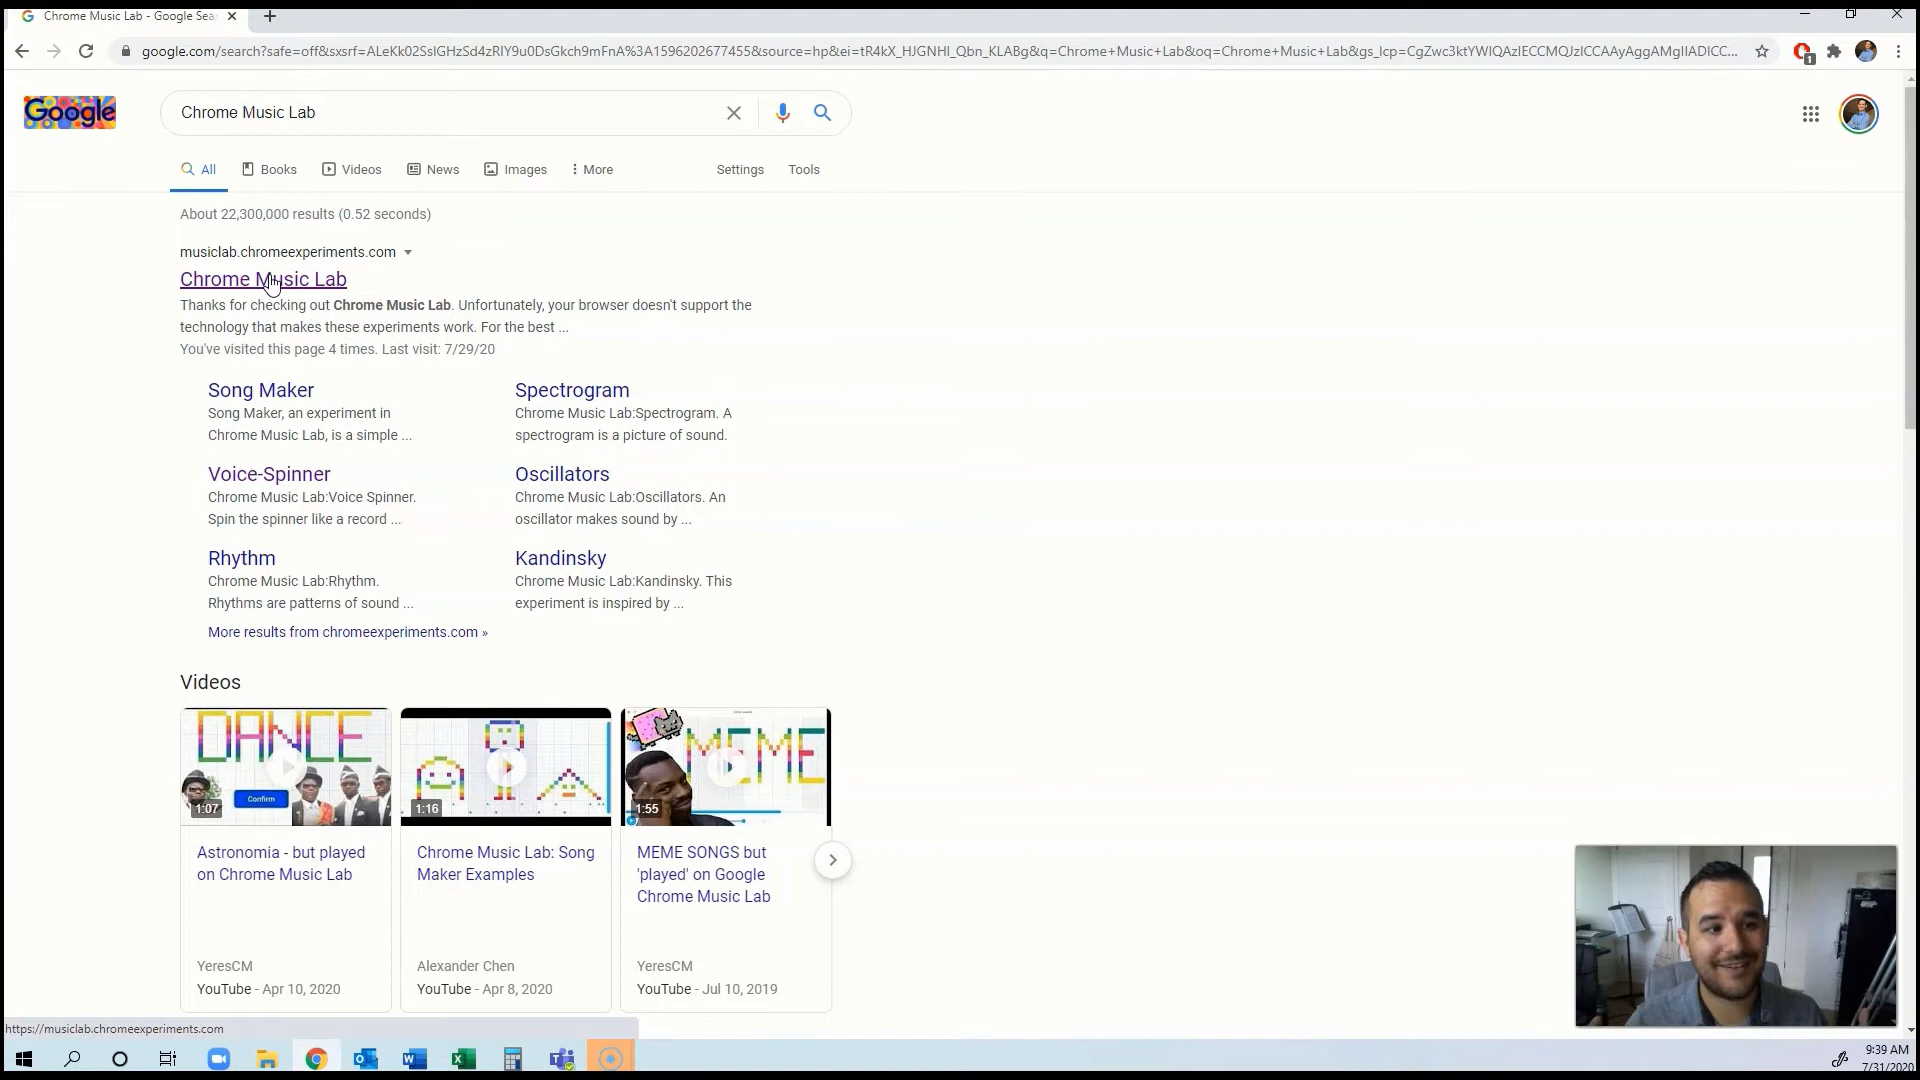 Chrome Music Lab - Google Sear
google.com/search?safe=off&sxsrf=ALeKk02SslGHzSd4zRIY9u0DsGkch9mFnA%3A1596202677455&source=hp&ei=tR4kX_HJGNHI_Qbn_KLABg&q=Chrome+Music+Lab&oq=Chrome+Music+Lab&gs_lcp=CgZwc3ktYWIQAzIECCMQJzICCAAyAggAMgIIADICC...
1
Google
Chrome Music Lab
All
Books
Videos
News
Images
More
Settings
Tools
About 22,300,000 results (0.52 seconds)
musiclab.chromeexperiments.com
Chrome Music Lab
Thanks for checking out Chrome Music Lab. Unfortunately, your browser doesn't support the
technology that makes these experiments work. For the best ...
You've visited this page 4 times. Last visit: 7/29/20
Song Maker
Song Maker, an experiment in
Chrome Music Lab, is a simple ...
Spectrogram
Chrome Music Lab:Spectrogram. A
spectrogram is a picture of sound.
Voice-Spinner
Chrome Music Lab:Voice Spinner.
Spin the spinner like a record ...
Oscillators
Chrome Music Lab:Oscillators. An
oscillator makes sound by ...
Rhythm
Chrome Music Lab:Rhythm.
Rhythms are patterns of sound ...
Kandinsky
Chrome Music Lab:Kandinsky. This
experiment is inspired by ...
More results from chromeexperiments.com »
Videos
DANCE
Confirm
1:07
Astronomia - but played
on Chrome Music Lab
YeresCM
YouTube - Apr 10, 2020
1:16
Chrome Music Lab: Song
Maker Examples
Alexander Chen
YouTube - Apr 8, 2020
MEME
1:55
MEME SONGS but
'played' on Google
Chrome Music Lab
YeresCM
YouTube - Jul 10, 2019
https://musiclab.chromeexperiments.com
9:39 AM
7/31/2020